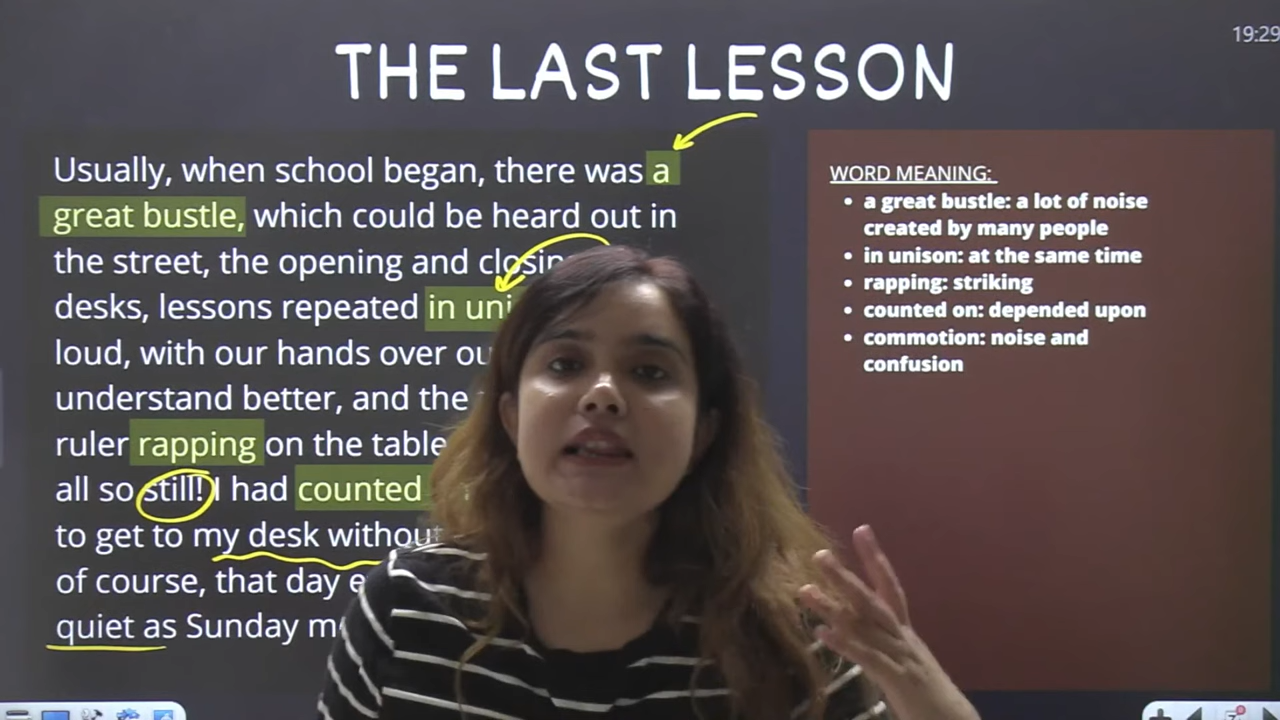 19:29
THE LAST LESSON
Usually, when school began, there was a
great bustle, which could be heard out in
the street, the opening and
desks, lessons repeated in
loud, with our hands over
understand better, and the
ruler rapping on the table
all so still! I had counted
to get to my desk without
of course, that day
quiet as Sunday
WORD MEANING:
• a great bustle: a lot of noise
created by many people
• in unison: at the same time
• rapping: striking
• counted on: depended upon
• commotion: noise and
confusion